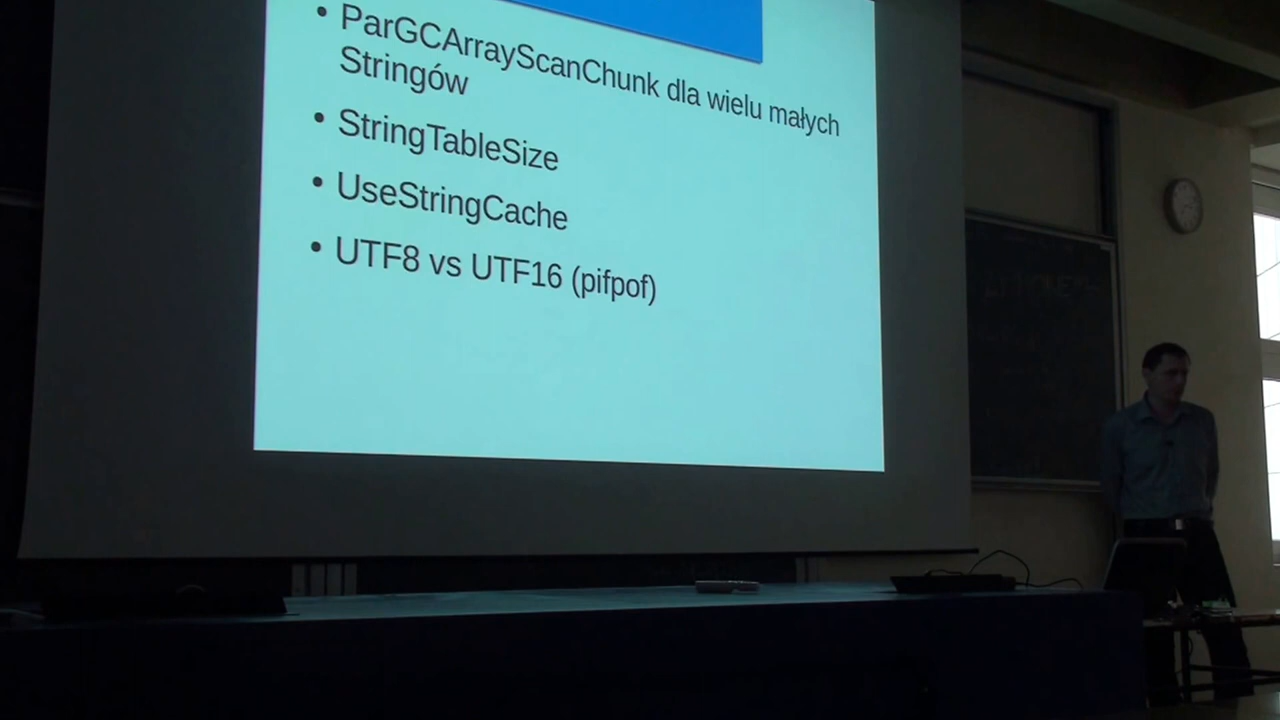 • ParGCArrayScanChunk dla wielu małych
Stringów
• StringTableSize
• UseStringCache
• UTF8 vs UTF16 (pifpof)